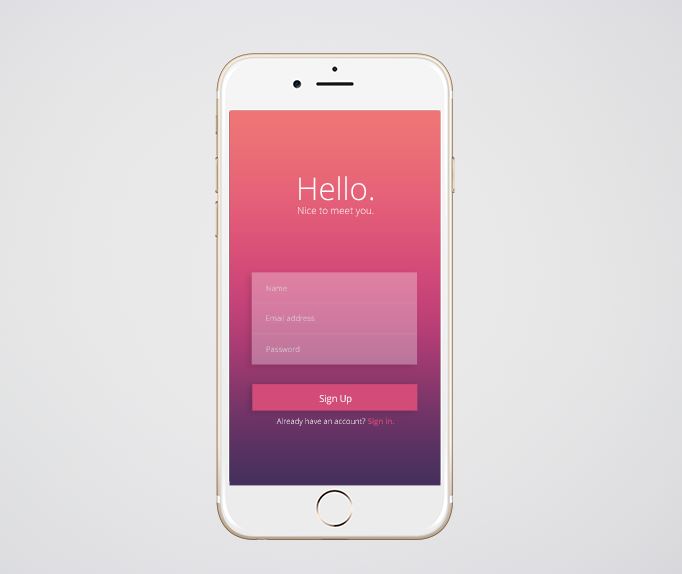 Hello.
Nice to meet you.
Name
Email address
Password
Sign Up
Already have an account? Sign in.